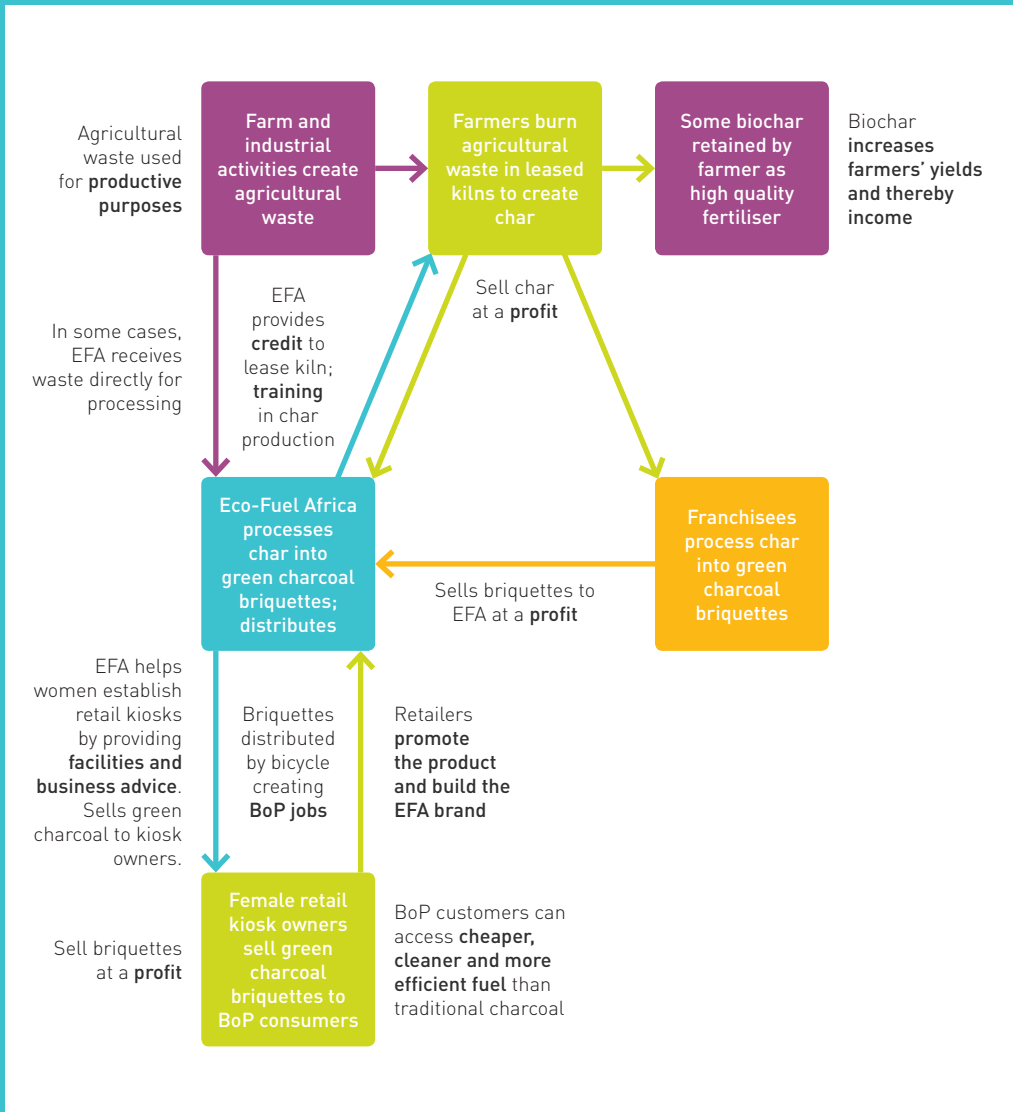 Agricultural
waste used
for productive
purposes
Farm and
industrial
activities create
agricultural
waste
Farmers burn
agricultural
waste in leased
kilns to create
char
Some biochar
retained by
farmer as
high quality
fertiliser
Biochar
increases
farmers’ yields
and thereby
income
In some cases,
EFA receives
waste directly for
processing
EFA
provides
credit to
lease kiln;
training
in char
production
Sell char
at a profit
Eco-Fuel Africa
processes
char into
green charcoal
briquettes;
distributes
Sells briquettes to
EFA at a profit
Franchisees
process char
into green
charcoal
briquettes
EFA helps
women establish
retail kiosks
by providing
facilities and
business advice.
Sells green
charcoal to kiosk
owners.
Briquettes
distributed
by bicycle
creating
BoP jobs
Retailers
promote
the product
and build the
EFA brand
Sell briquettes
at a profit
Female retail
kiosk owners
sell green
charcoal
briquettes to
BoP consumers
BoP customers can
access cheaper,
cleaner and more
efficient fuel than
traditional charcoal